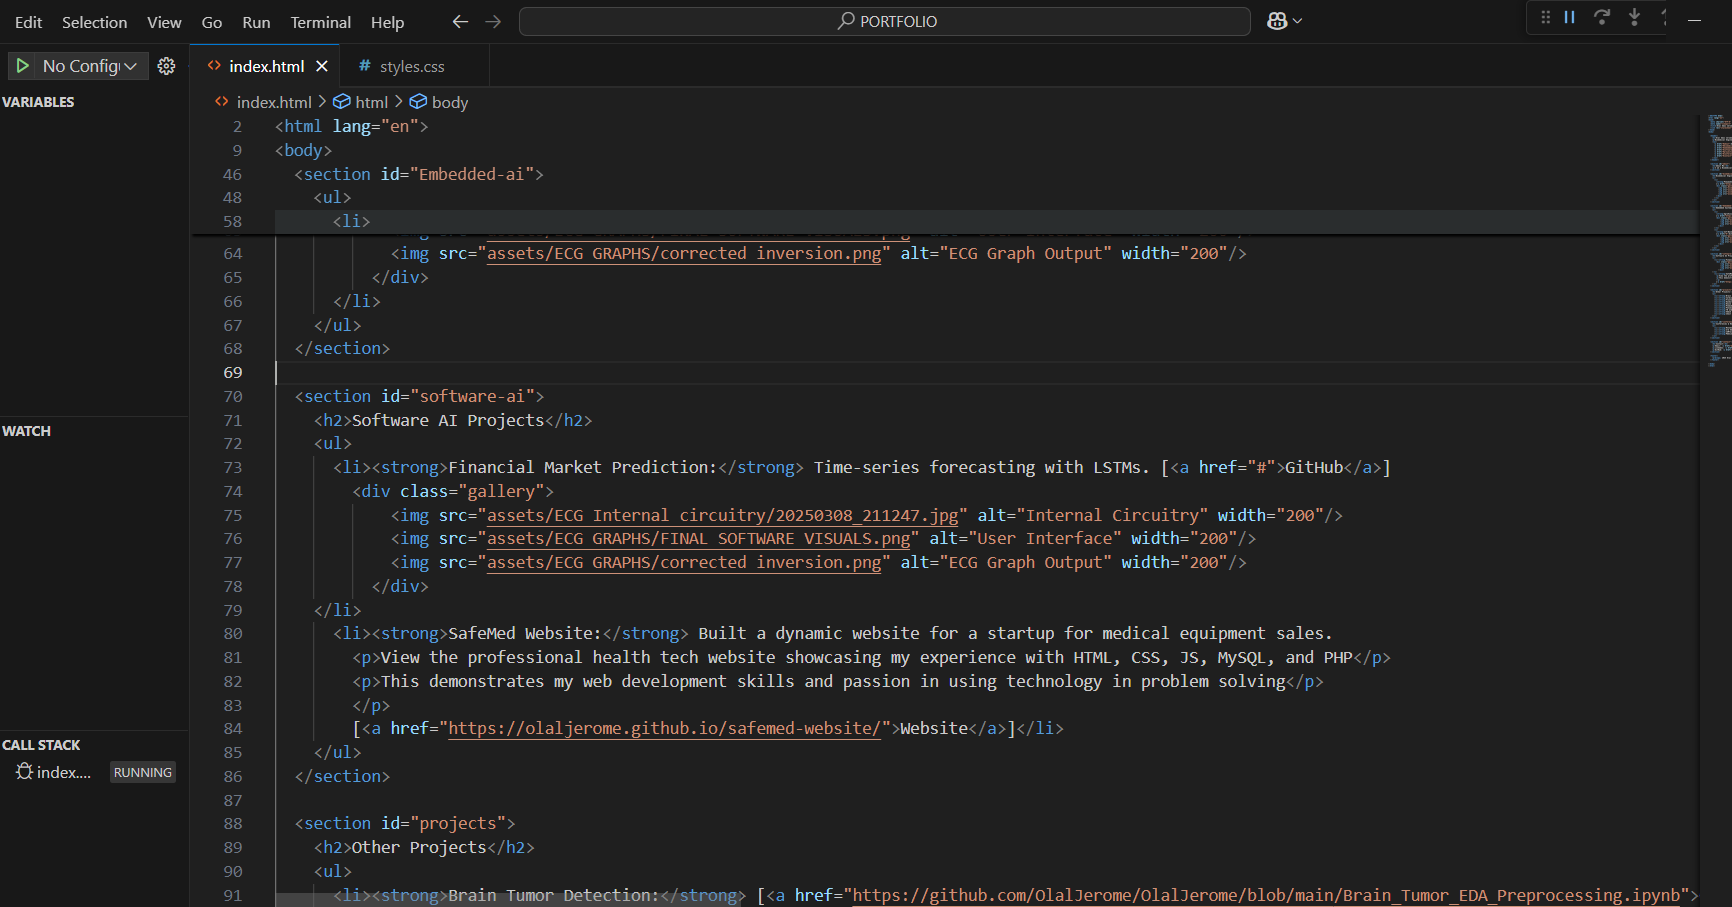 Edit Selection View Go Run Terminal Help
PORTFOLIO
No Config
index.html
styles.css
VARIABLES
index.html > html > body
2 <html lang="en">
9 <body>
46 <section id="Embedded-ai">
48 <ul>
58 <li>
64 <img src="assets/ECG GRAPHS/corrected inversion.png" alt="ECG Graph Output" width="200"/>
65 </div>
66 </li>
67 </ul>
68 </section>
69
70 <section id="software-ai">
71 <h2>Software AI Projects</h2>
72 <ul>
73 <li><strong>Financial Market Prediction:</strong> Time-series forecasting with LSTMs. [<a href="#">GitHub</a>]
74 <div class="gallery">
75 <img src="assets/ECG Internal circuitry/20250308_211247.jpg" alt="Internal Circuitry" width="200"/>
76 <img src="assets/ECG GRAPHS/FINAL SOFTWARE VISUALS.png" alt="User Interface" width="200"/>
77 <img src="assets/ECG GRAPHS/corrected inversion.png" alt="ECG Graph Output" width="200"/>
78 </div>
79 </li>
80 <li><strong>SafeMed Website:</strong> Built a dynamic website for a startup for medical equipment sales.
81 <p>View the professional health tech website showcasing my experience with HTML, CSS, JS, MySQL, and PHP</p>
82 <p>This demonstrates my web development skills and passion in using technology in problem solving</p>
83 </p>
84 [<a href="https://olaljerome.github.io/safemed-website/">Website</a>]</li>
85 </ul>
86 </section>
87
88 <section id="projects">
89 <h2>Other Projects</h2>
90 <ul>
91 <li><strong>Brain Tumor Detection:</strong> [<a href="https://github.com/OlalJerome/OlalJerome/blob/main/Brain_Tumor_EDA_Preprocessing.ipynb">
WATCH
CALL STACK
index.... RUNNING